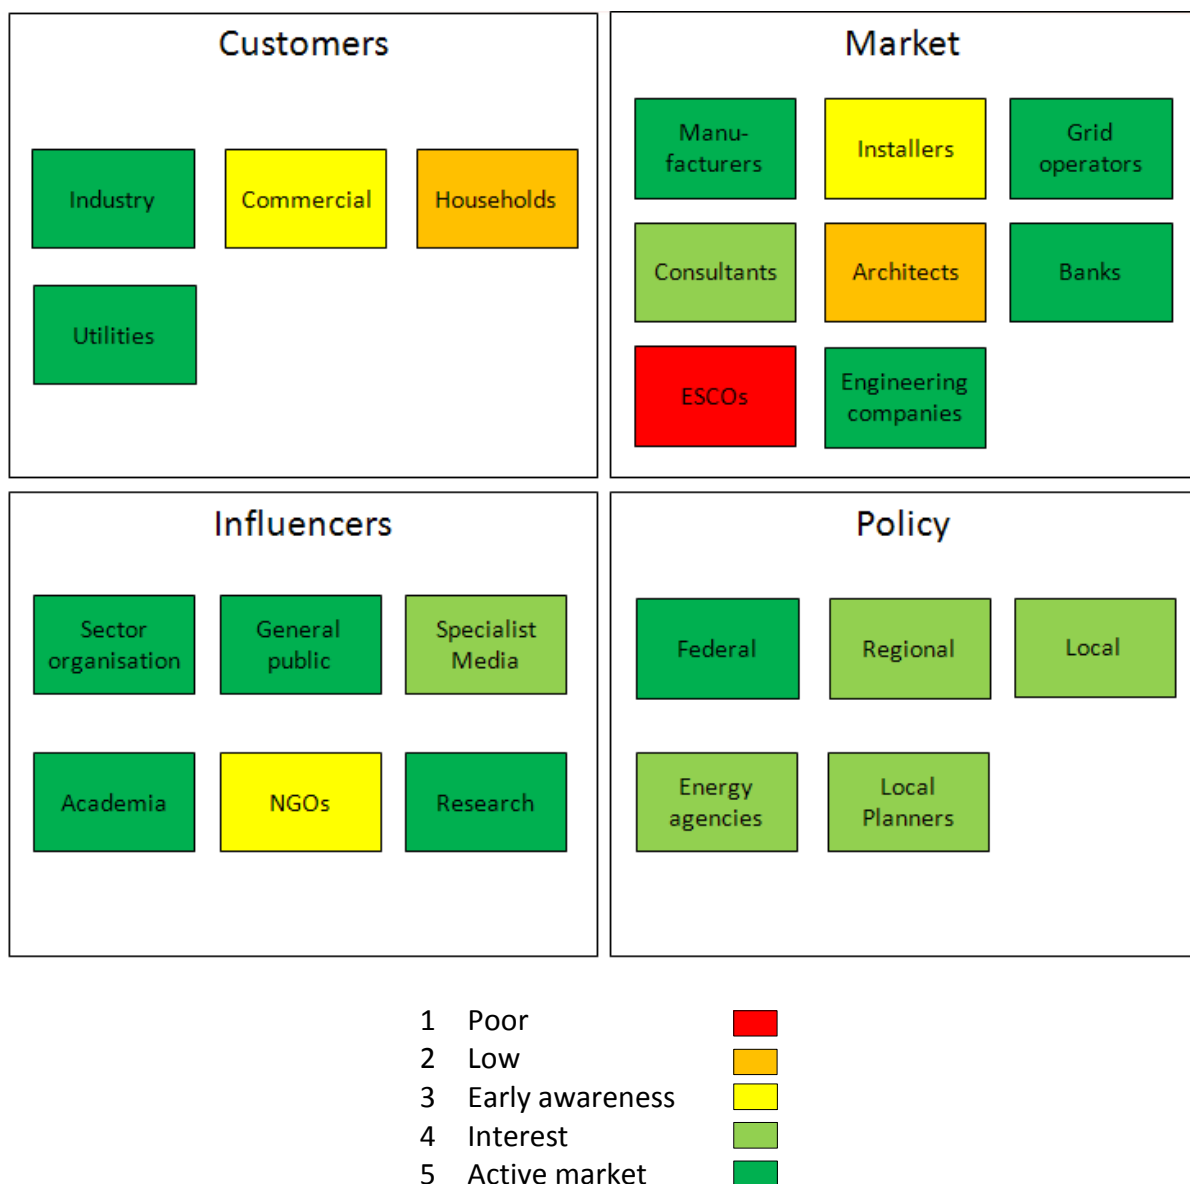 Customers
Industry
Commercial
Households
Utilities
Market
Manu-
facturers
Installers
Grid
operators
Consultants
Architects
Banks
ESCOs
Engineering
companies
Influencers
Sector
organisation
General
public
Specialist
Media
Academia
NGOs
Research
Policy
Federal
Regional
Local
Energy
agencies
Local
Planners
1 Poor
2 Low
3 Early awareness
4 Interest
5 Active market